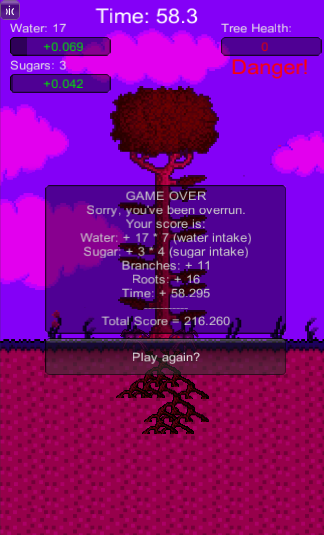 Time: 58.3
Water: 17
+0.069
Sugars: 3
+0.042
Tree Health:
0
Danger!
GAME OVER
Sorry, you've been overrun.
Your score is:
Water: + 17 * 7 (water intake)
Sugar: + 3 * 4 (sugar intake)
Branches: + 11
Roots: + 16
Time: + 58.295
------------
Total Score = 216.260
Play again?